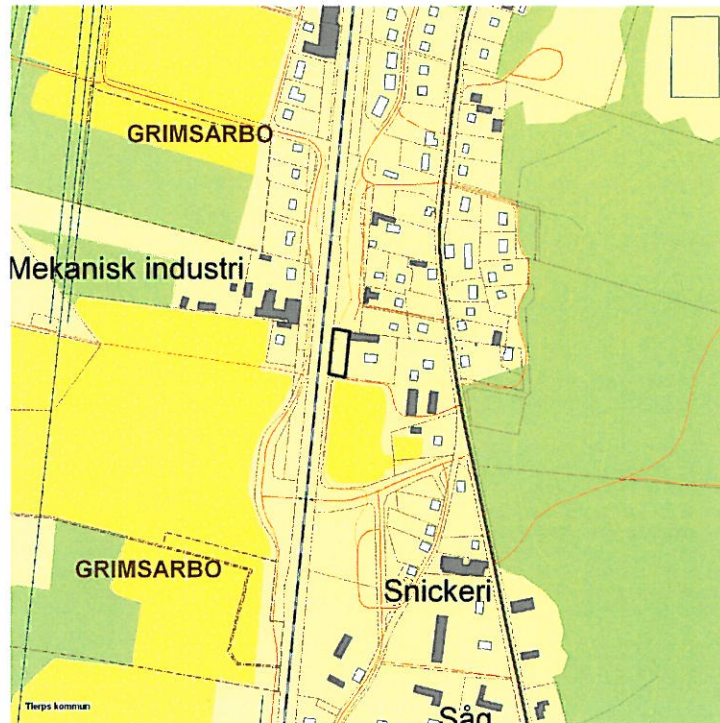 GRIMSARBO
Mekanisk industri
GRIMSARBO
Snickeri
Såg
Tierps kommun